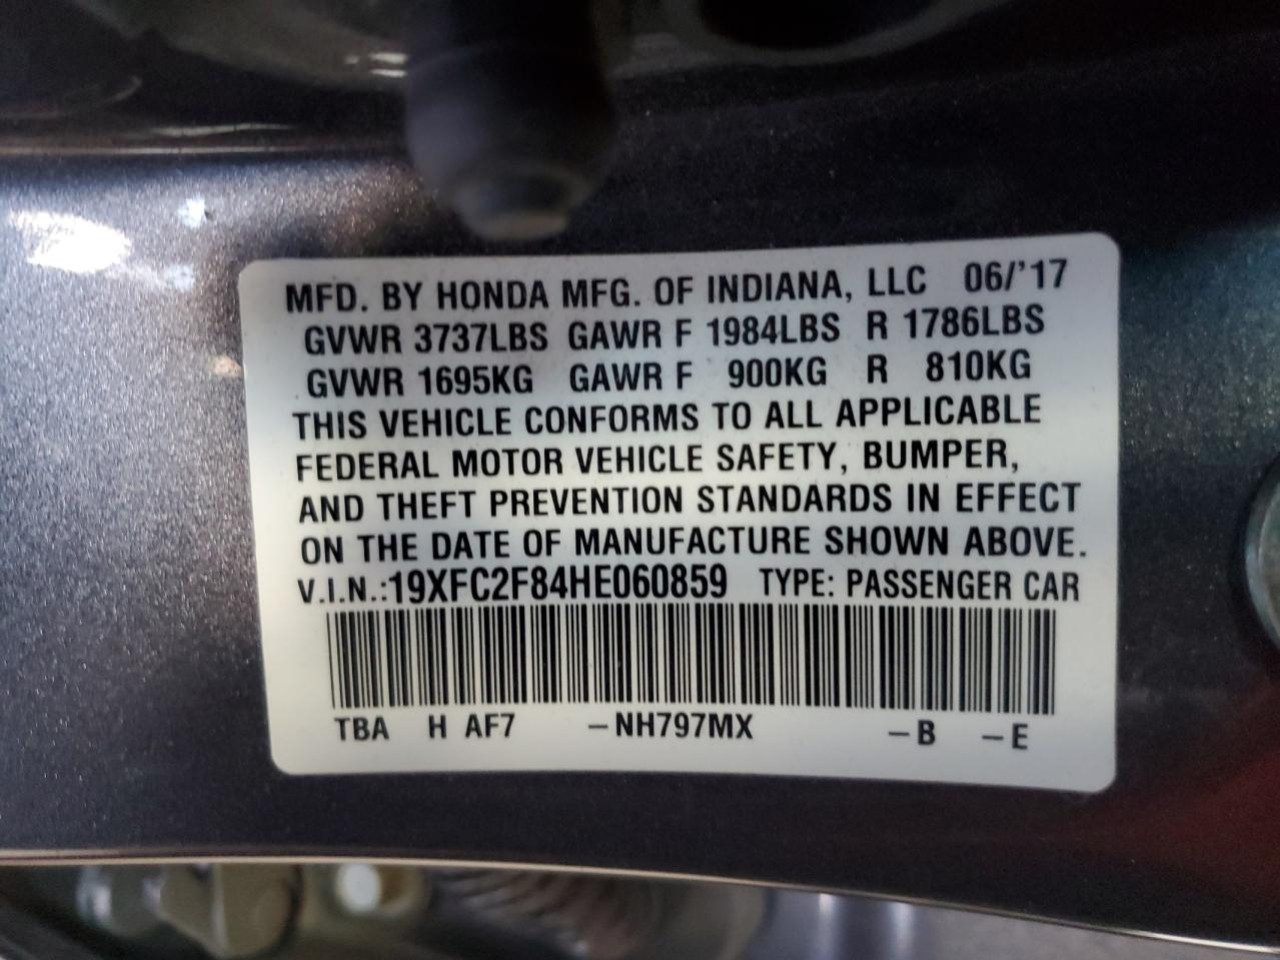 MFD. BY HONDA MFG. OF INDIANA, LLC 06/'17
GVWR 3737LBS GAWR F 1984LBS R 1786LBS
GVWR 1695KG GAWR F 900KG R 810KG
THIS VEHICLE CONFORMS TO ALL APPLICABLE
FEDERAL MOTOR VEHICLE SAFETY, BUMPER,
AND THEFT PREVENTION STANDARDS IN EFFECT
ON THE DATE OF MANUFACTURE SHOWN ABOVE.
V.I.N.:19XFC2F84HE060859 TYPE: PASSENGER CAR
TBA H AF7 –NH797MX –B –E